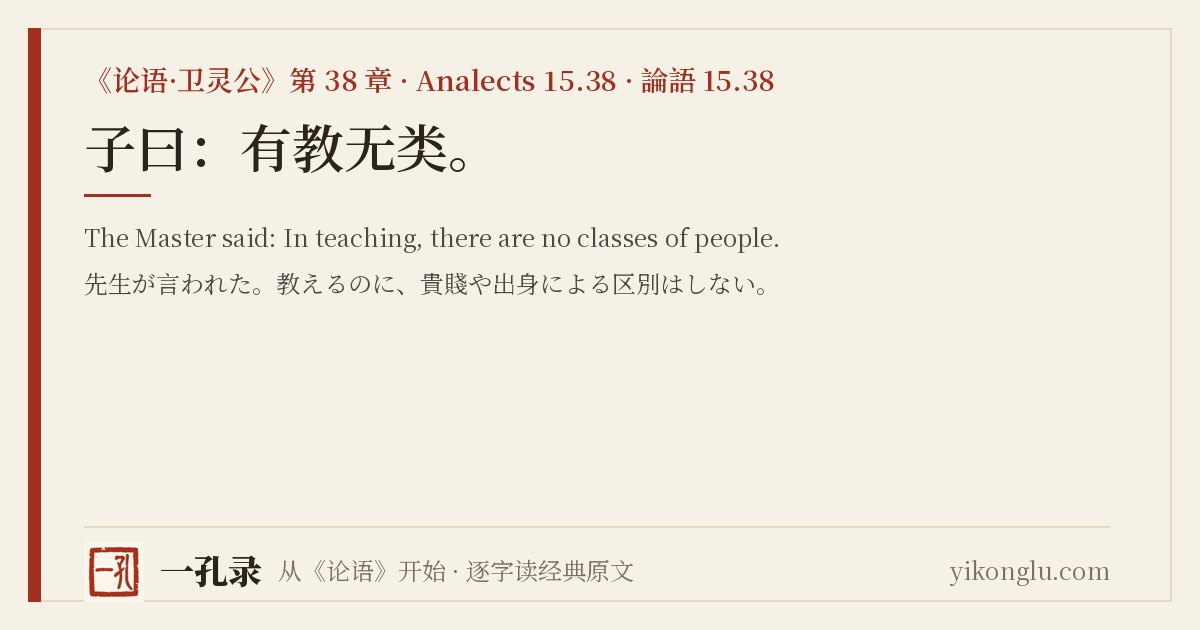 《论语·卫灵公》第 38 章 · Analects 15.38 · 論語 15.38
子曰：有教无类。
The Master said: In teaching, there are no classes of people.
先生が言われた。教えるのに、貴賤や出身による区別はしない。
一孔
一孔录 从《论语》开始 · 逐字读经典原文 yikonglu.com